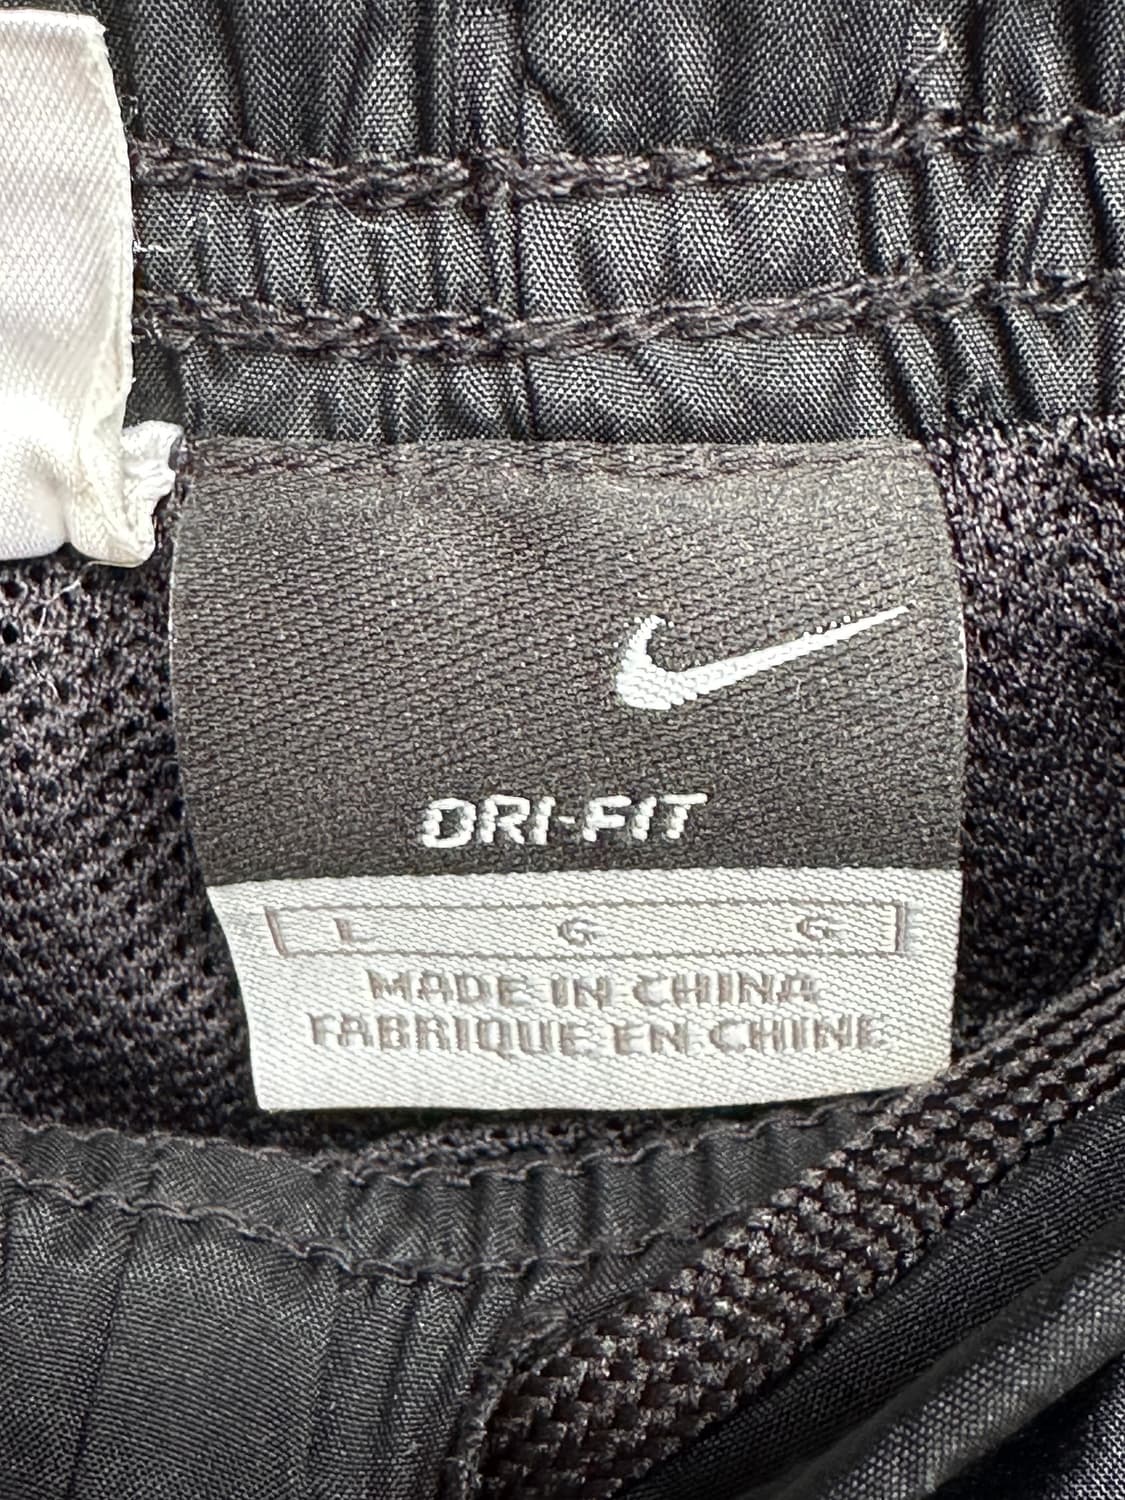 DRI-FIT
L G G
MADE IN CHINA
FABRIQUE EN CHINE